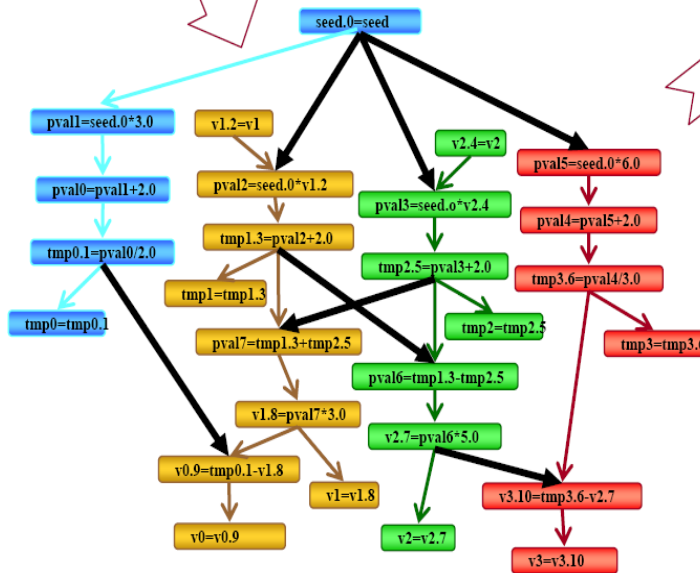 seed.0=seed
pval1=seed.0*3.0
v1.2=v1
v2.4=v2
pval5=seed.0*6.0
pval0=pval1+2.0
pval2=seed.0*v1.2
pval3=seed.o*v2.4
pval4=pval5+2.0
tmp0.1=pval0/2.0
tmp1.3=pval2+2.0
tmp2.5=pval3+2.0
tmp3.6=pval4/3.0
tmp0=tmp0.1
tmp1=tmp1.3
tmp2=tmp2.5
pval7=tmp1.3+tmp2.5
tmp3=tmp3.6
pval6=tmp1.3-tmp2.5
v1.8=pval7*3.0
v2.7=pval6*5.0
v0.9=tmp0.1-v1.8
v1=v1.8
v3.10=tmp3.6-v2.7
v0=v0.9
v2=v2.7
v3=v3.10